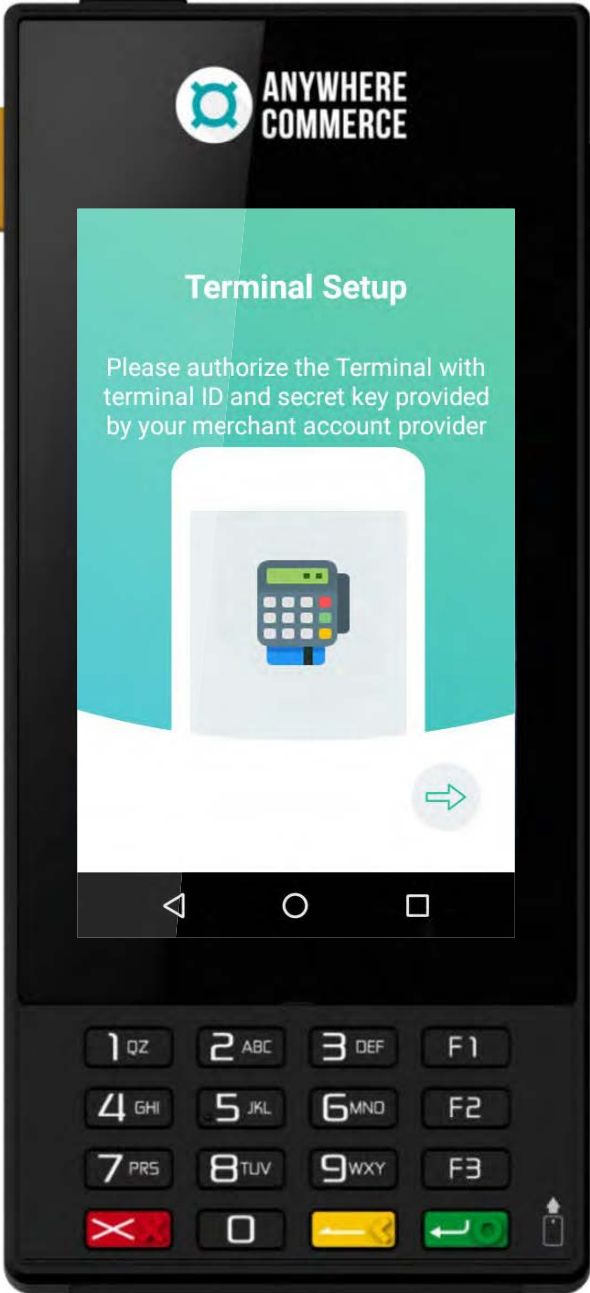 ANYWHERE
COMMERCE
Terminal Setup
Please authorize the Terminal with
terminal ID and secret key provided
by your merchant account provider
1 QZ 2 ABC 3 DEF F1
4 GHI 5 JKL 6 MNO F2
7 PRS 8 TUV 9 WXY F3
0